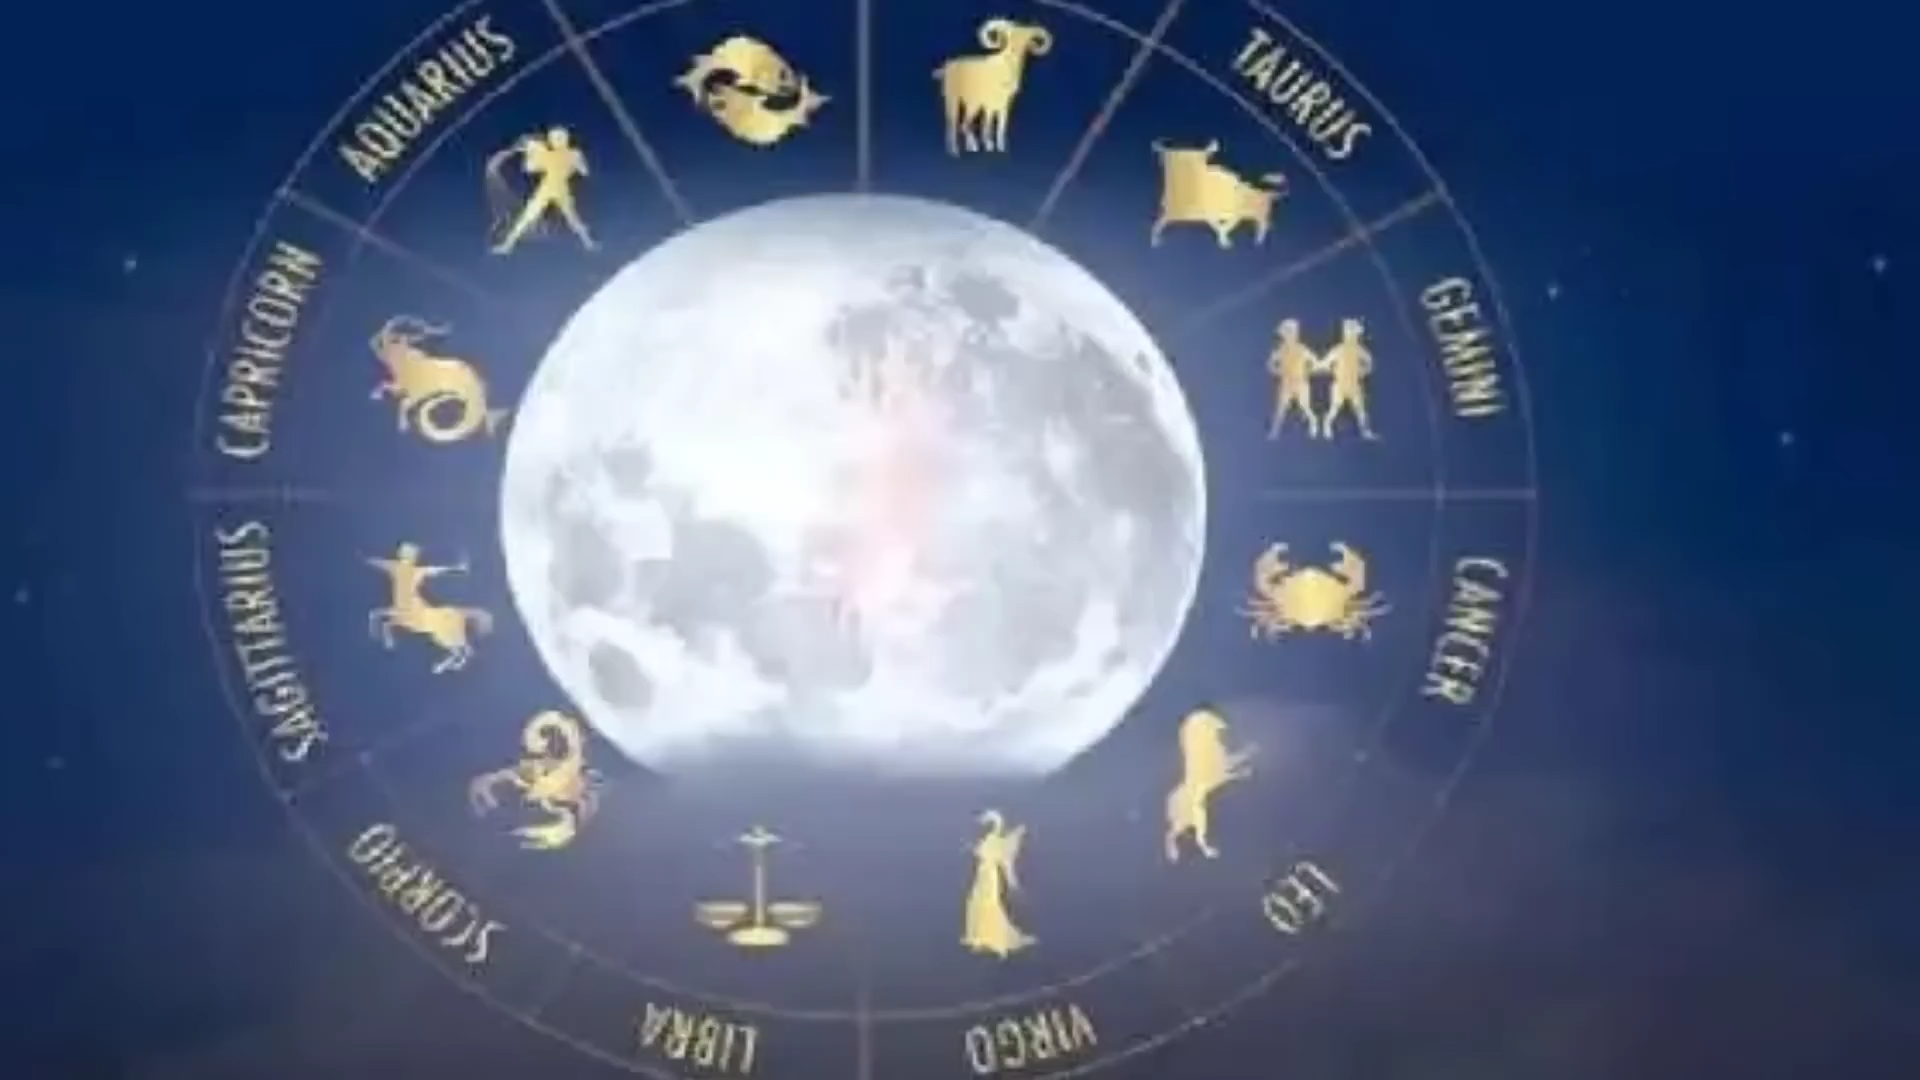 AQUARIUS
TAURUS
CAPRICORN
GEMINI
SAGITTARIUS
CANCER
SCORPIO
LEO
LIBRA
VIRGO